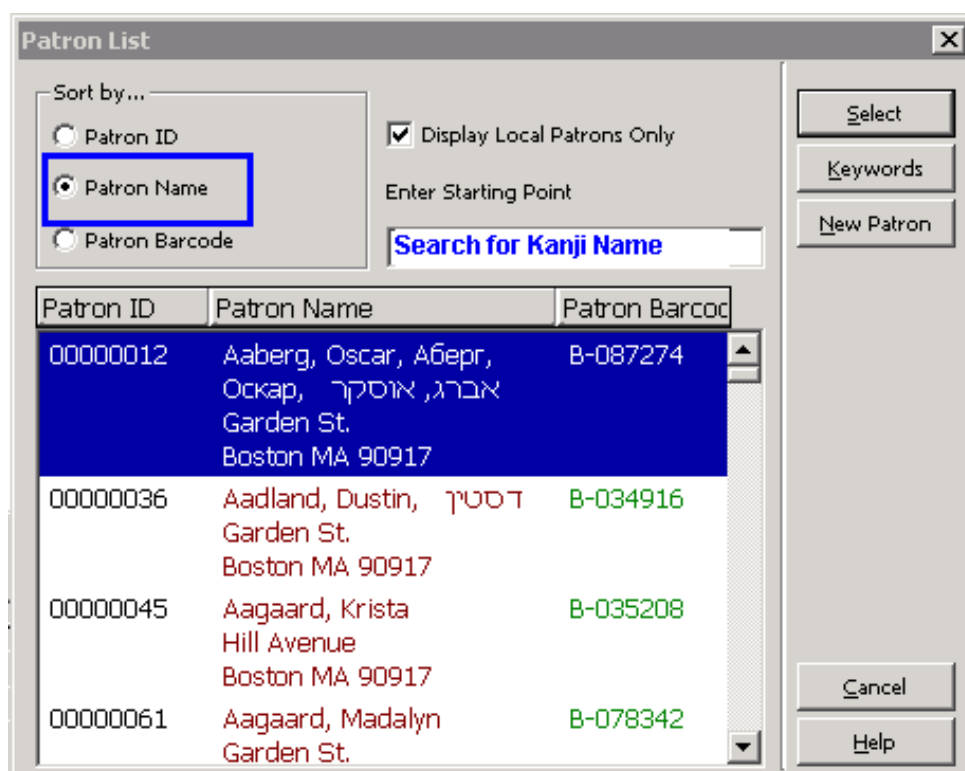 Patron List
Sort by...
Patron ID
Patron Name
Patron Barcode
Display Local Patrons Only
Enter Starting Point
Search for Kanji Name
Select
Keywords
New Patron
Patron ID Patron Name Patron Barcod
00000012 Aaberg, Oscar, Аберг, B-087274
Оскар, אברג, אוסקר
Garden St.
Boston MA 90917
00000036 Aadland, Dustin, דסטין B-034916
Garden St.
Boston MA 90917
00000045 Aagaard, Krista B-035208
Hill Avenue
Boston MA 90917
00000061 Aagaard, Madalyn B-078342
Garden St.
Cancel
Help